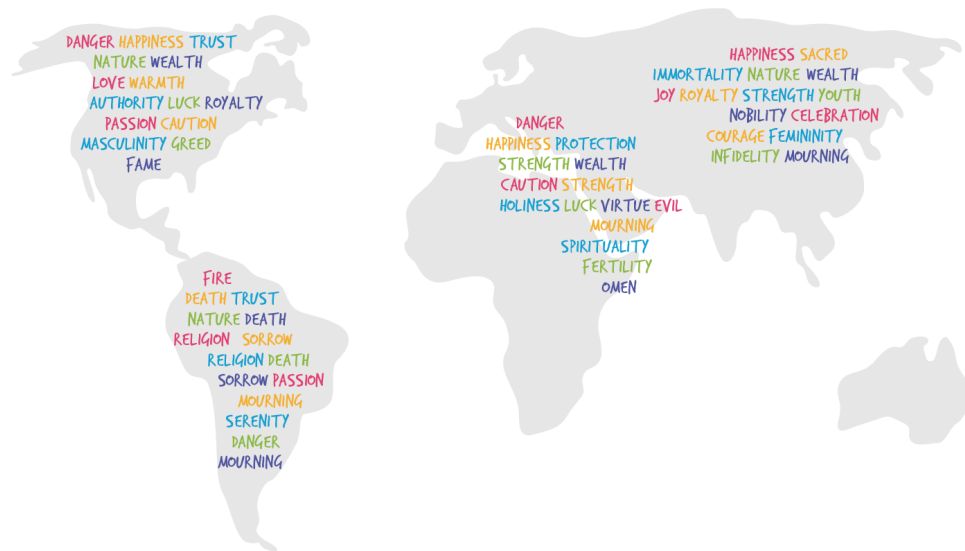 DANGER HAPPINESS TRUST
NATURE WEALTH
LOVE WARMTH
AUTHORITY LUCK ROYALTY
PASSION CAUTION
MASCULINITY GREED
FAME
HAPPINESS SACRED
IMMORTALITY NATURE WEALTH
JOY ROYALTY STRENGTH YOUTH
NOBILITY CELEBRATION
COURAGE FEMININITY
INFIDELITY MOURNING
DANGER
HAPPINESS PROTECTION
STRENGTH WEALTH
CAUTION STRENGTH
HOLINESS LUCK VIRTUE EVIL
MOURNING
SPIRITUALITY
FERTILITY
OMEN
FIRE
DEATH TRUST
NATURE DEATH
RELIGION SORROW
RELIGION DEATH
SORROW PASSION
MOURNING
SERENITY
DANGER
MOURNING